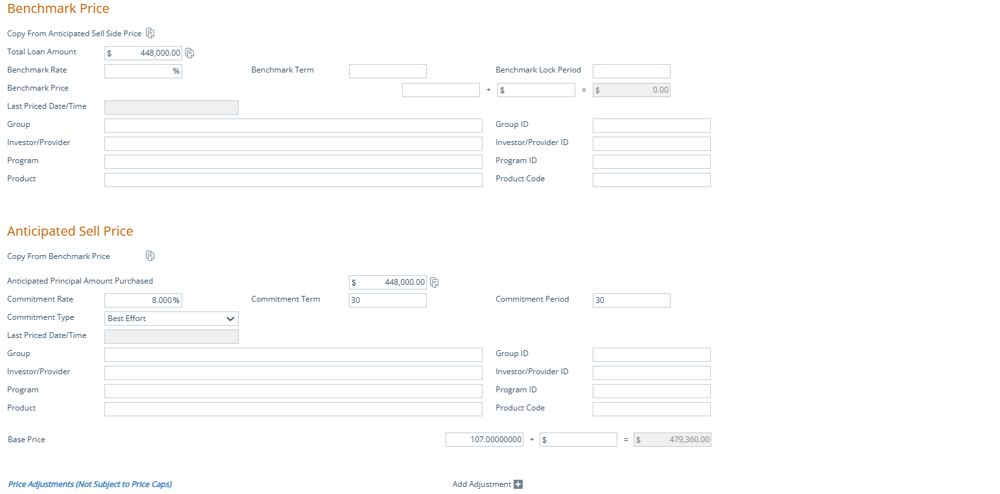 Benchmark Price
Copy From Anticipated Sell Side Price
Total Loan Amount $ 448,000.00
Benchmark Rate % Benchmark Term Benchmark Lock Period
Benchmark Price + $ = $ 0.00
Last Priced Date/Time
Group Group ID
Investor/Provider Investor/Provider ID
Program Program ID
Product Product Code
Anticipated Sell Price
Copy From Benchmark Price
Anticipated Principal Amount Purchased $ 448,000.00
Commitment Rate 8.000% Commitment Term 30 Commitment Period 30
Commitment Type Best Effort
Last Priced Date/Time
Group Group ID
Investor/Provider Investor/Provider ID
Program Program ID
Product Product Code
Base Price 107.00000000 + $ = $ 479,360.00
Price Adjustments (Not Subject to Price Caps) Add Adjustment +